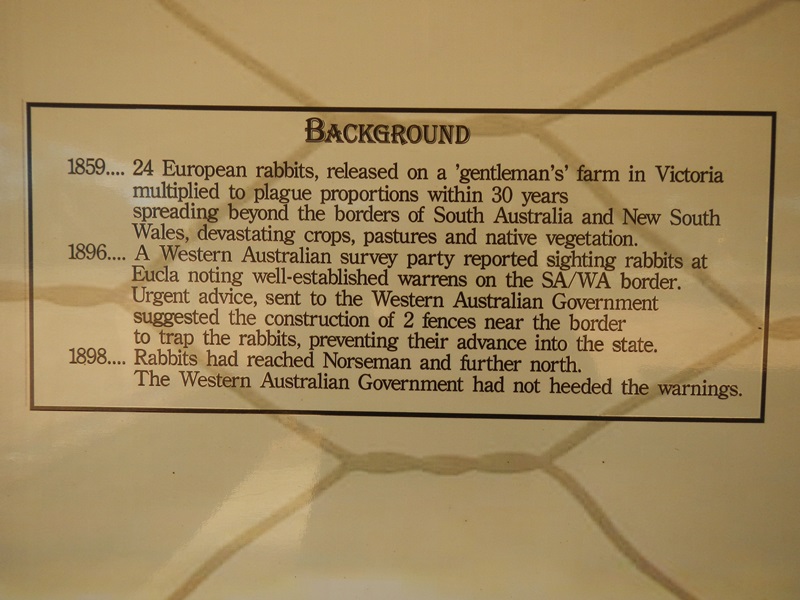 BACKGROUND
1859.... 24 European rabbits, released on a 'gentleman's' farm in Victoria
multiplied to plague proportions within 30 years
spreading beyond the borders of South Australia and New South
Wales, devastating crops, pastures and native vegetation.
1896.... A Western Australian survey party reported sighting rabbits at
Eucla noting well-established warrens on the SA/WA border.
Urgent advice, sent to the Western Australian Government
suggested the construction of 2 fences near the border
to trap the rabbits, preventing their advance into the state.
1898.... Rabbits had reached Norseman and further north.
The Western Australian Government had not heeded the warnings.